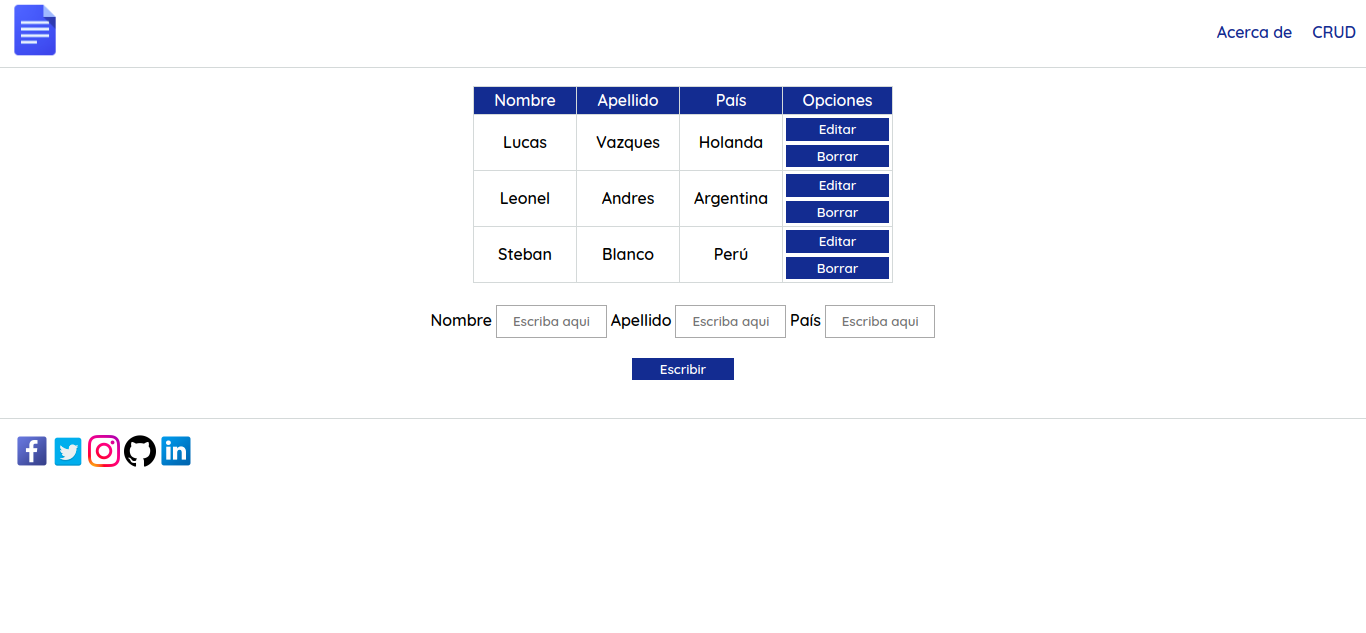 Acerca de CRUD
Nombre Apellido País Opciones
Lucas Vazques Holanda Editar
Borrar
Leonel Andres Argentina Editar
Borrar
Steban Blanco Perú Editar
Borrar
Nombre Escriba aqui Apellido Escriba aqui País Escriba aqui
Escribir